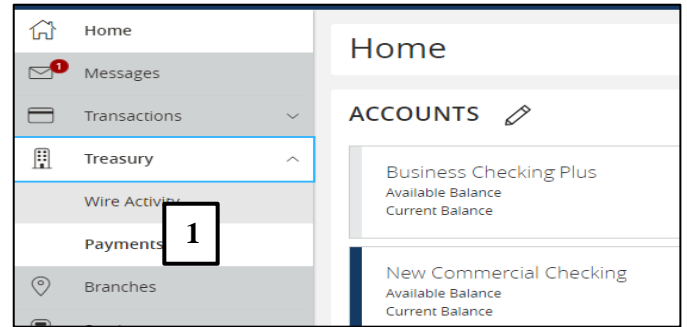 Home
Messages
1
Transactions
Treasury
Wire Activity
Payments
1
Branches
Home
ACCOUNTS
Business Checking Plus
Available Balance
Current Balance
New Commercial Checking
Available Balance
Current Balance